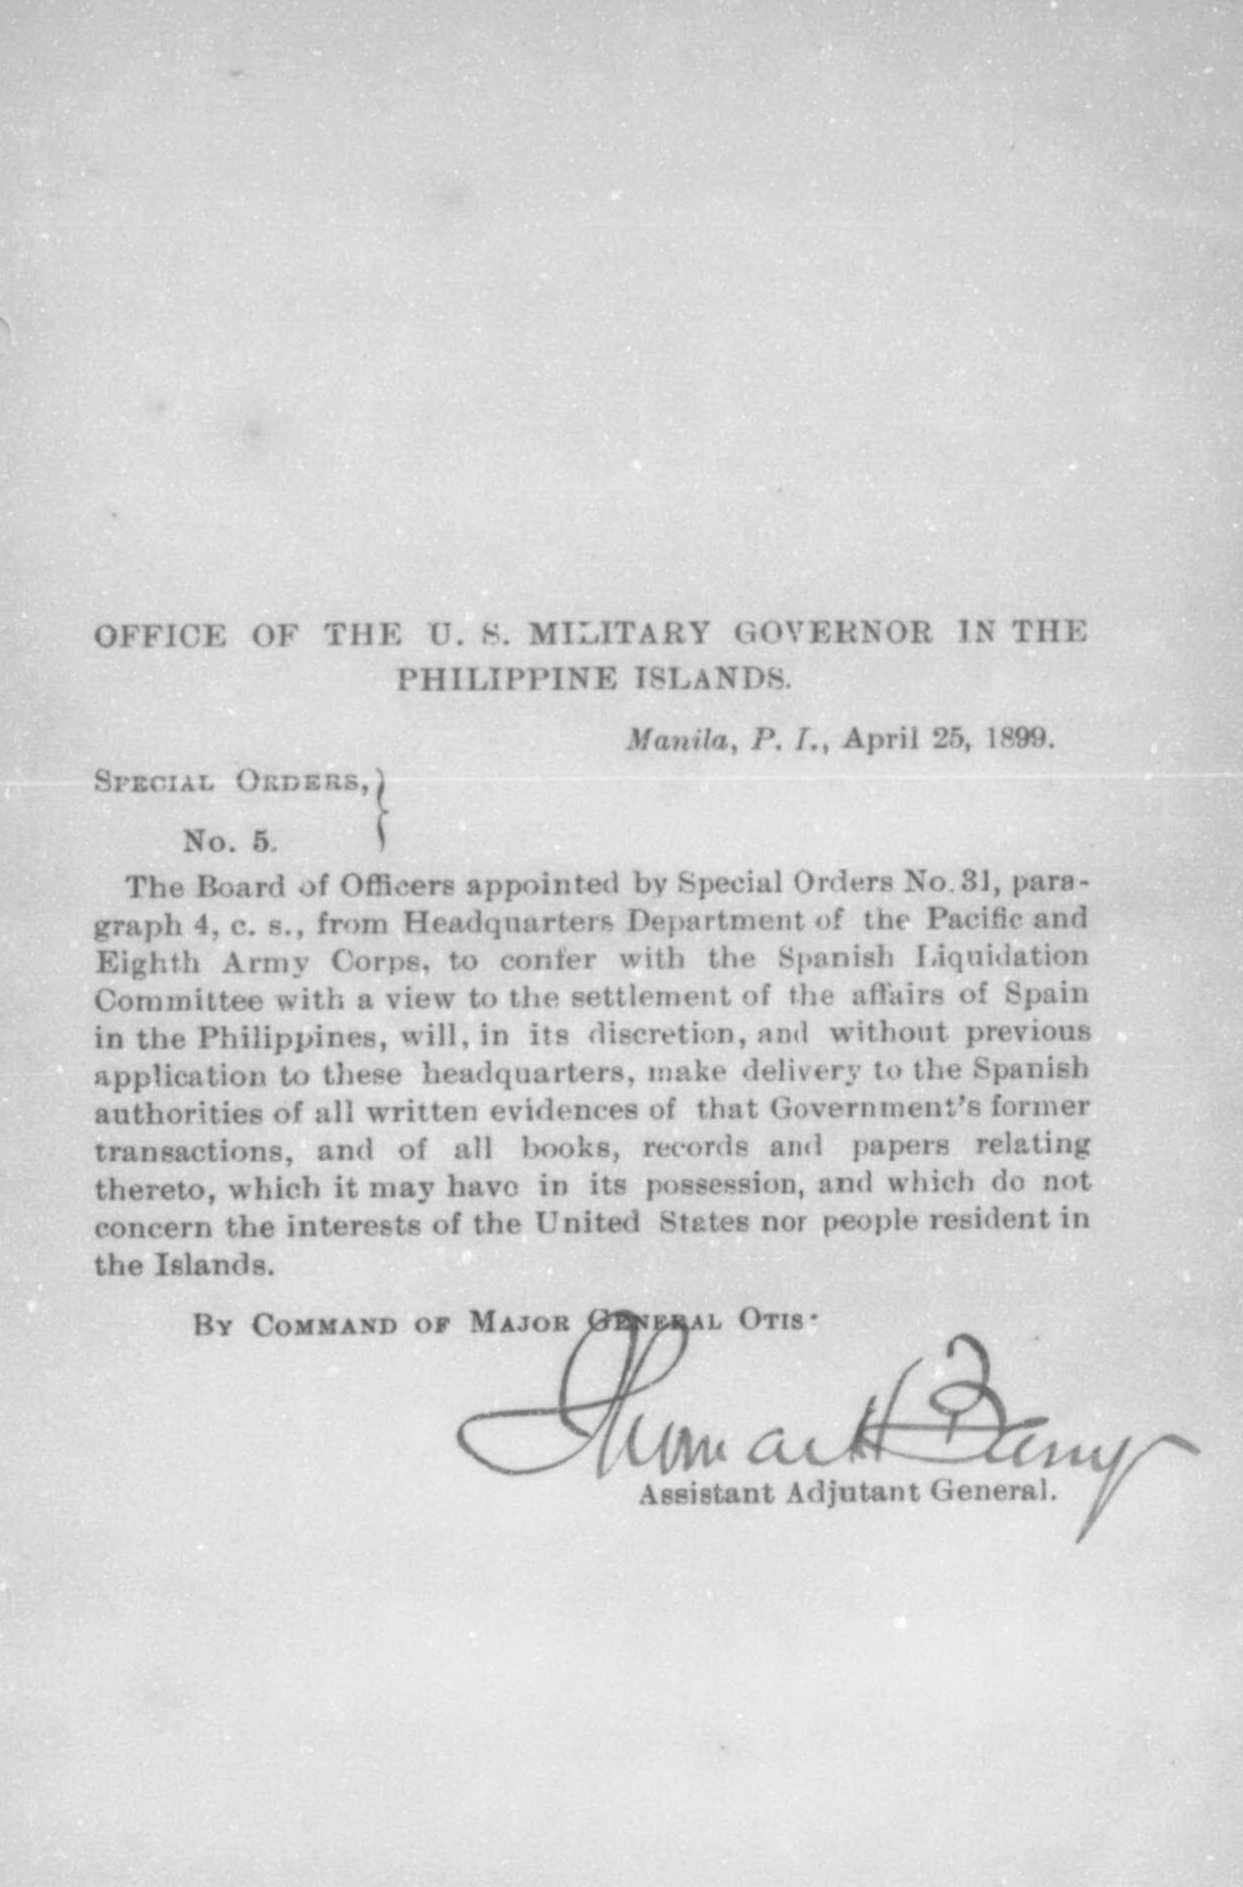 OFFICE OF THE U. S. MILITARY GOVERNOR IN THE
PHILIPPINE ISLANDS.
Manila, P. I., April 25, 1899.
SPECIAL ORDERS,}
No. 5.
The Board of Officers appointed by Special Orders No. 31, para-
graph 4, c. s., from Headquarters Department of the Pacific and
Eighth Army Corps, to confer with the Spanish Liquidation
Committee with a view to the settlement of the affairs of Spain
in the Philippines, will, in its discretion, and without previous
application to these headquarters, make delivery to the Spanish
authorities of all written evidences of that Government's former
transactions, and of all books, records and papers relating
thereto, which it may have in its possession, and which do not
concern the interests of the United States nor people resident in
the Islands.
BY COMMAND OF MAJOR GENERAL OTIS:
Thomas H Barry
Assistant Adjutant General.